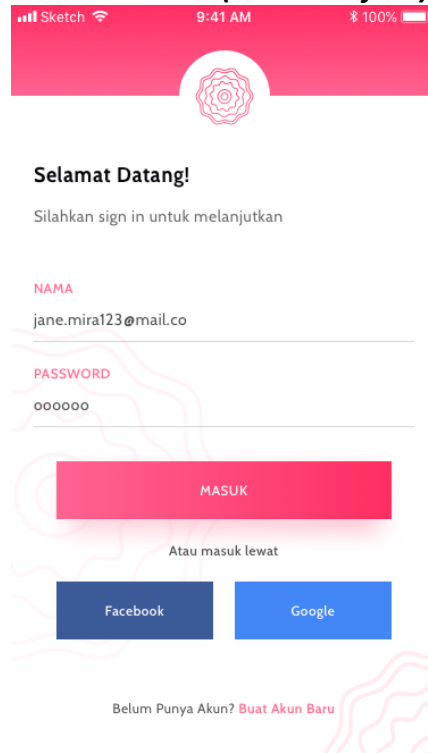 Sketch 9:41 AM 100%
Selamat Datang!
Silahkan sign in untuk melanjutkan
NAMA
jane.mira123@mail.co
PASSWORD
oooooo
MASUK
Atau masuk lewat
Facebook Google
Belum Punya Akun? Buat Akun Baru